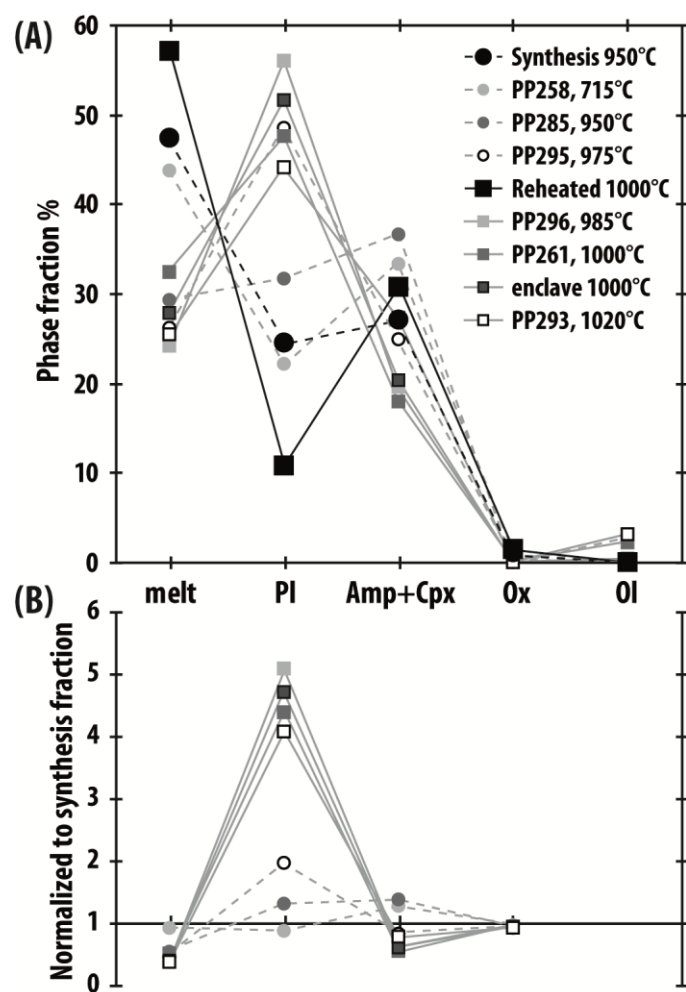 (A)
60
50
40
30
20
10
0
Phase fraction %
Synthesis 950°C
PP258, 715°C
PP285, 950°C
PP295, 975°C
Reheated 1000°C
PP296, 985°C
PP261, 1000°C
enclave 1000°C
PP293, 1020°C
melt Pl Amp+Cpx Ox Ol
(B)
6
5
4
3
2
1
0
Normalized to synthesis fraction